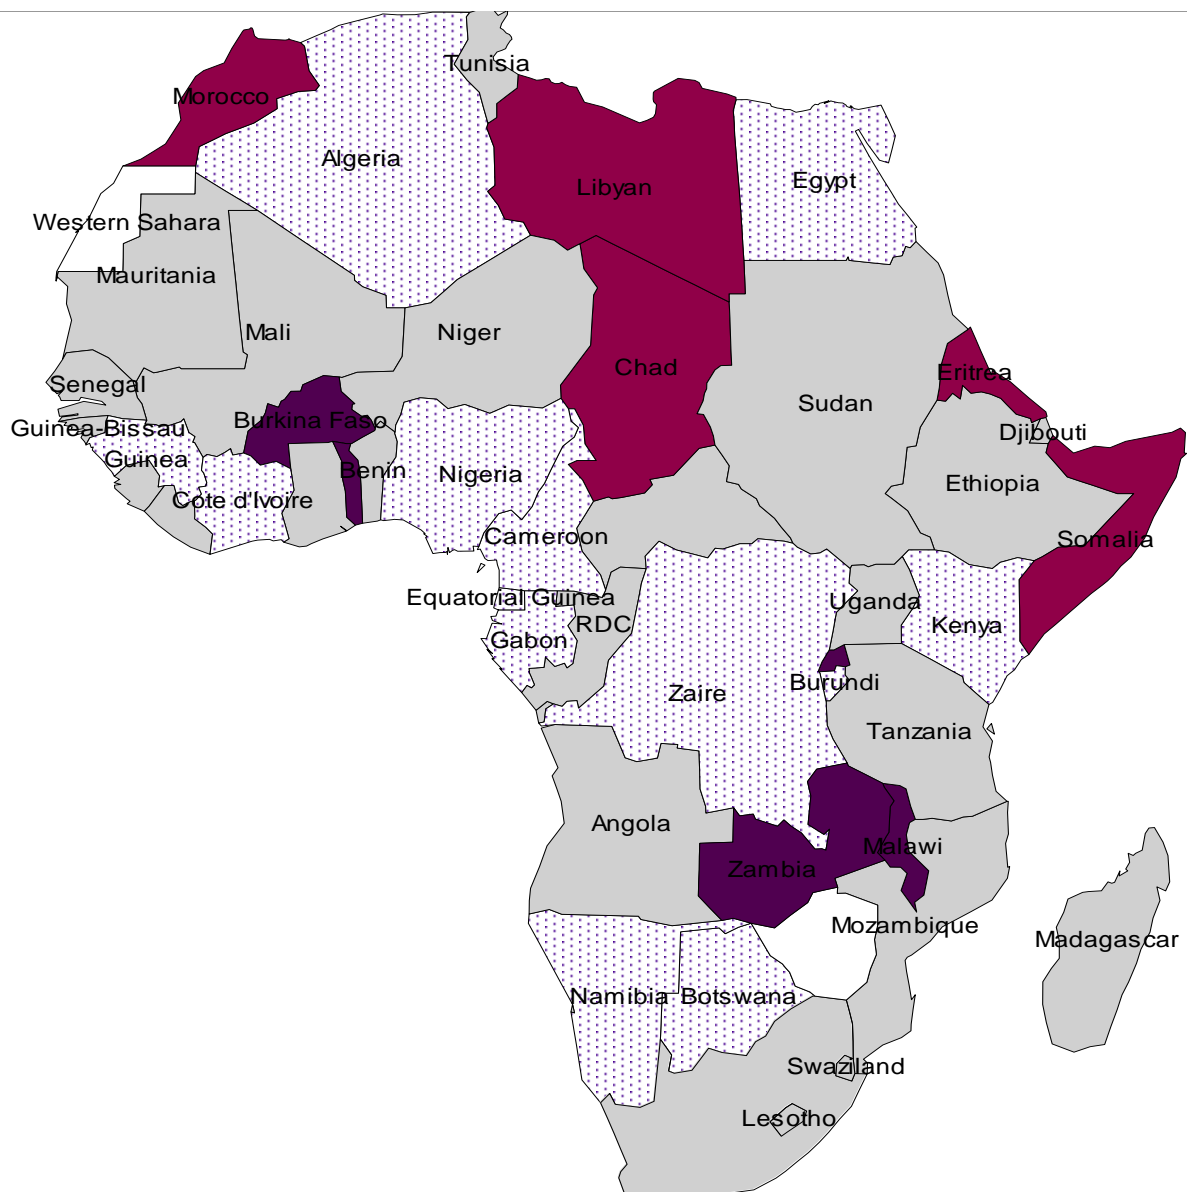 Tunisia
Morocco
Algeria
Libyan
Egypt
Western Sahara
Mauritania
Mali
Niger
Chad
Eritrea
Senegal
Sudan
Burkina Faso
Guinea-Bissau
Djibouti
Guinea
Benin
Nigeria
Ethiopia
Cote d'Ivoire
Cameroon
Somalia
Equatorial Guinea
Uganda
RDC
Kenya
Gabon
Burundi
Zaire
Tanzania
Angola
Malawi
Zambia
Mozambique
Madagascar
Namibia
Botswana
Swaziland
Lesotho